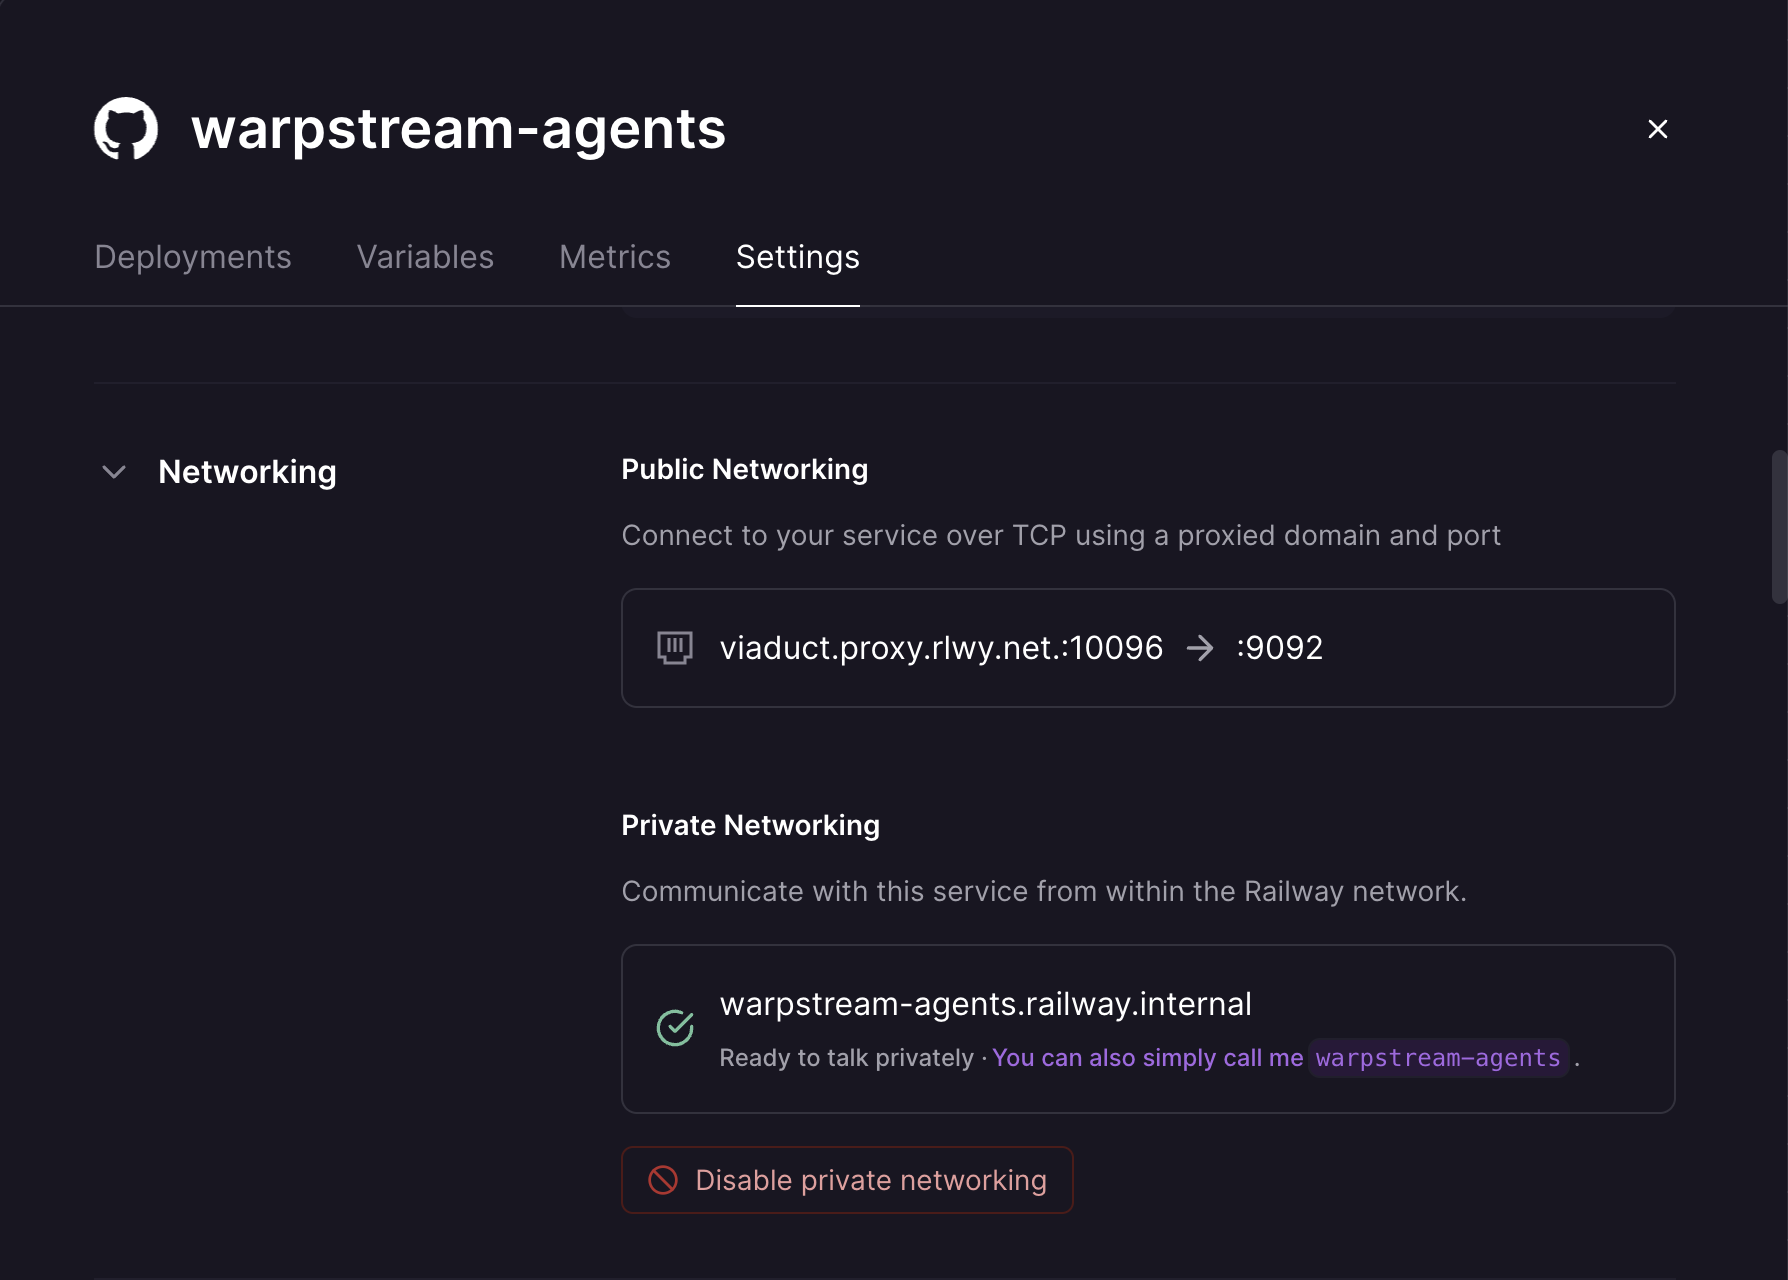 warpstream-agents
Deployments Variables Metrics Settings
Networking
Public Networking
Connect to your service over TCP using a proxied domain and port
viaduct.proxy.rlwy.net.:10096 → :9092
Private Networking
Communicate with this service from within the Railway network.
warpstream-agents.railway.internal
Ready to talk privately · You can also simply call me warpstream-agents .
Disable private networking